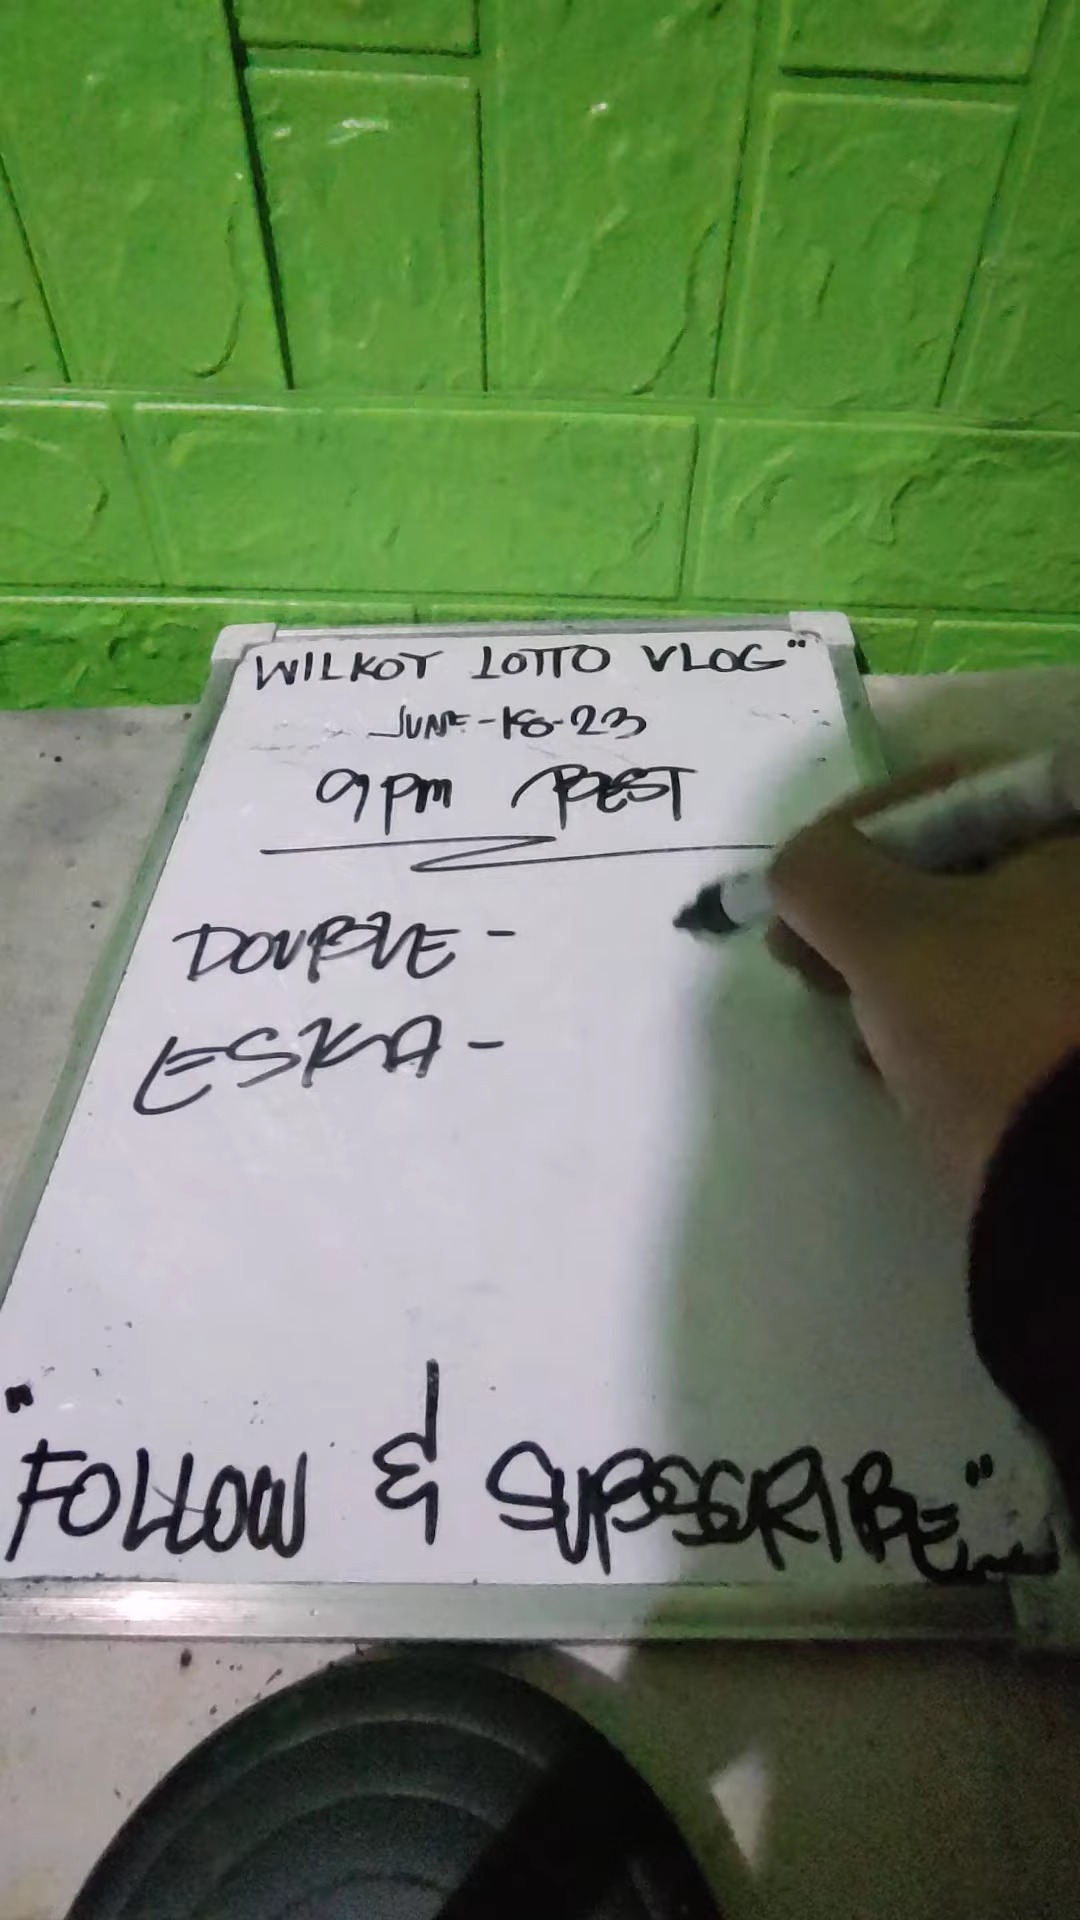 WILKOY LOTTO VLOG"
JUNE-18-23
9pm BEST
DOUBLE -
ESKA -
"FOLLOW & SUBSCRIBE"